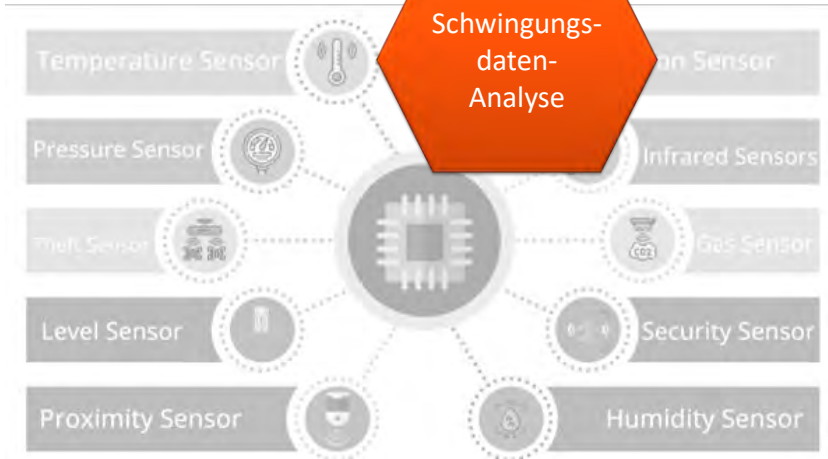 Schwingungs-
daten-
Analyse
Temperature Sensor
on Sensor
Pressure Sensor
Infrared Sensors
Theft Sensor
CO2
Gas Sensor
Level Sensor
Security Sensor
Proximity Sensor
Humidity Sensor